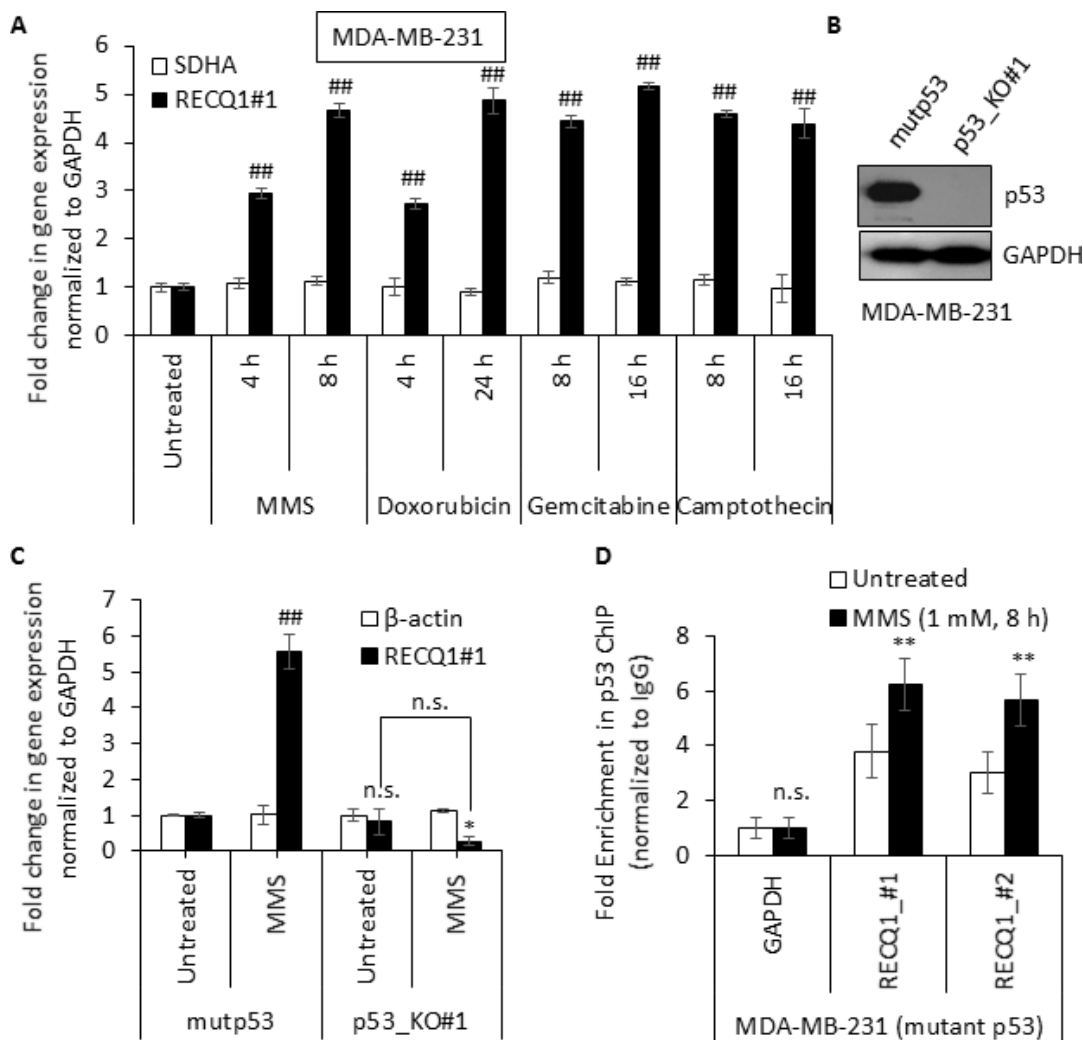 A
MDA-MB-231
Fold change in gene expression
normalized to GAPDH
6
5
4
3
2
1
0
SDHA
RECQ1#1
##
##
##
##
##
##
##
##
Untreated
4 h
8 h
4 h
24 h
8 h
16 h
8 h
16 h
MMS
Doxorubicin
Gemcitabine
Camptothecin
B
mutp53
p53_KO#1
p53
GAPDH
MDA-MB-231
C
Fold change in gene expression
normalized to GAPDH
7
6
5
4
3
2
1
0
β-actin
RECQ1#1
##
n.s.
n.s.
*
Untreated
MMS
Untreated
MMS
mutp53
p53_KO#1
D
Untreated
MMS (1 mM, 8 h)
Fold Enrichment in p53 ChIP
(normalized to IgG)
8
6
4
2
0
n.s.
**
**
GAPDH
RECQ1_#1
RECQ1_#2
MDA-MB-231 (mutant p53)